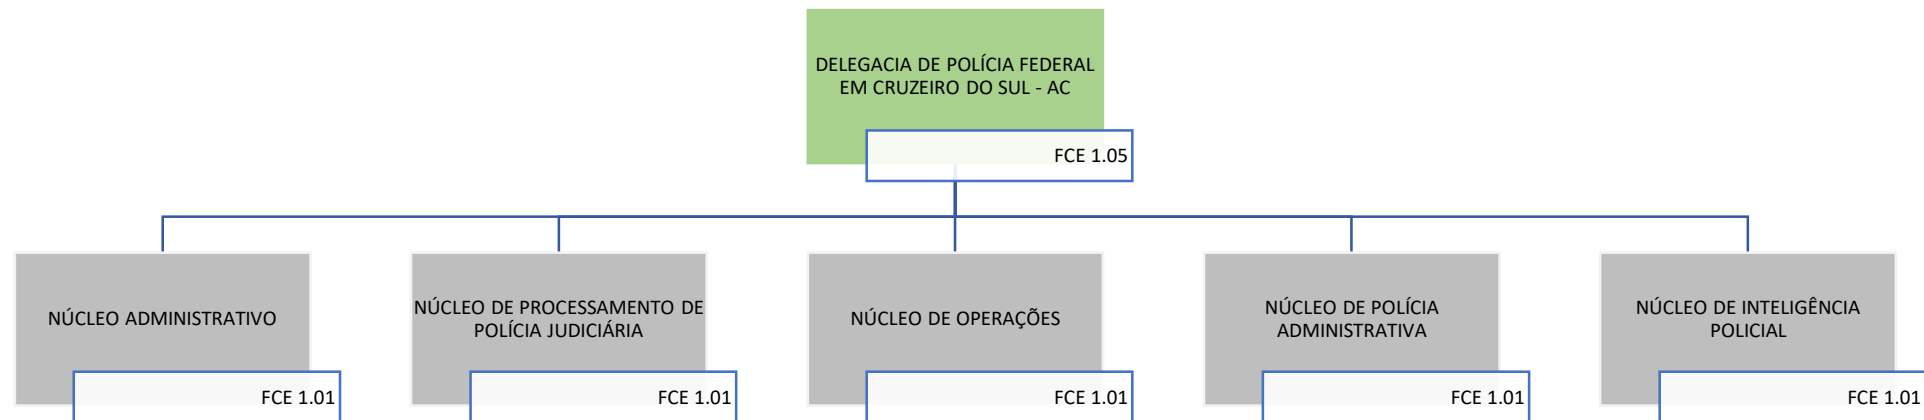 DELEGACIA DE POLÍCIA FEDERAL
EM CRUZEIRO DO SUL - AC
FCE 1.05
NÚCLEO ADMINISTRATIVO
FCE 1.01
NÚCLEO DE PROCESSAMENTO DE
POLÍCIA JUDICIÁRIA
FCE 1.01
NÚCLEO DE OPERAÇÕES
FCE 1.01
NÚCLEO DE POLÍCIA
ADMINISTRATIVA
FCE 1.01
NÚCLEO DE INTELIGÊNCIA
POLICIAL
FCE 1.01